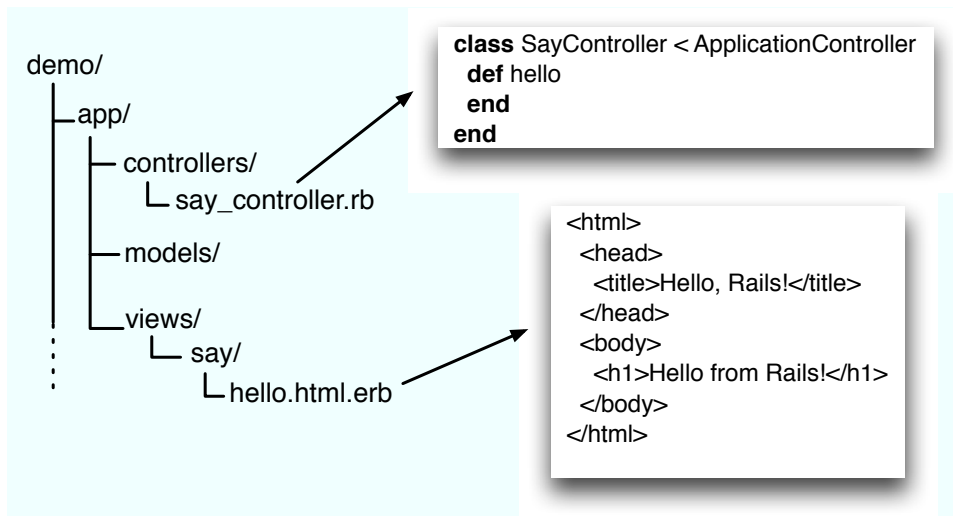 demo/
app/
controllers/
say_controller.rb
models/
views/
say/
hello.html.erb
class SayController < ApplicationController
def hello
end
end
<html>
<head>
<title>Hello, Rails!</title>
</head>
<body>
<h1>Hello from Rails!</h1>
</body>
</html>